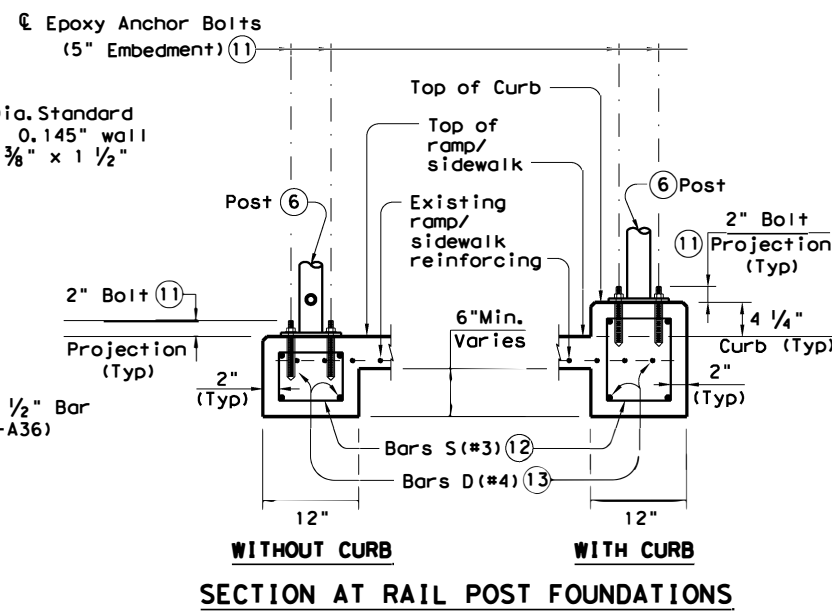 ℄ Epoxy Anchor Bolts
(5" Embedment) ⑪
Dia. Standard
0.145" wall
⅜" x 1 ½"
Top of Curb
Top of
ramp/
sidewalk
Post ⑥
Existing
ramp/
sidewalk
reinforcing
⑥ Post
2" Bolt
⑪ Projection
(Typ)
2" Bolt ⑪
Projection
(Typ)
6"Min.
Varies
4 ¼"
Curb (Typ)
2"
(Typ)
2"
(Typ)
½" Bar
-A36)
Bars S(#3) ⑫
Bars D(#4) ⑬
12"
12"
WITHOUT CURB
WITH CURB
SECTION AT RAIL POST FOUNDATIONS